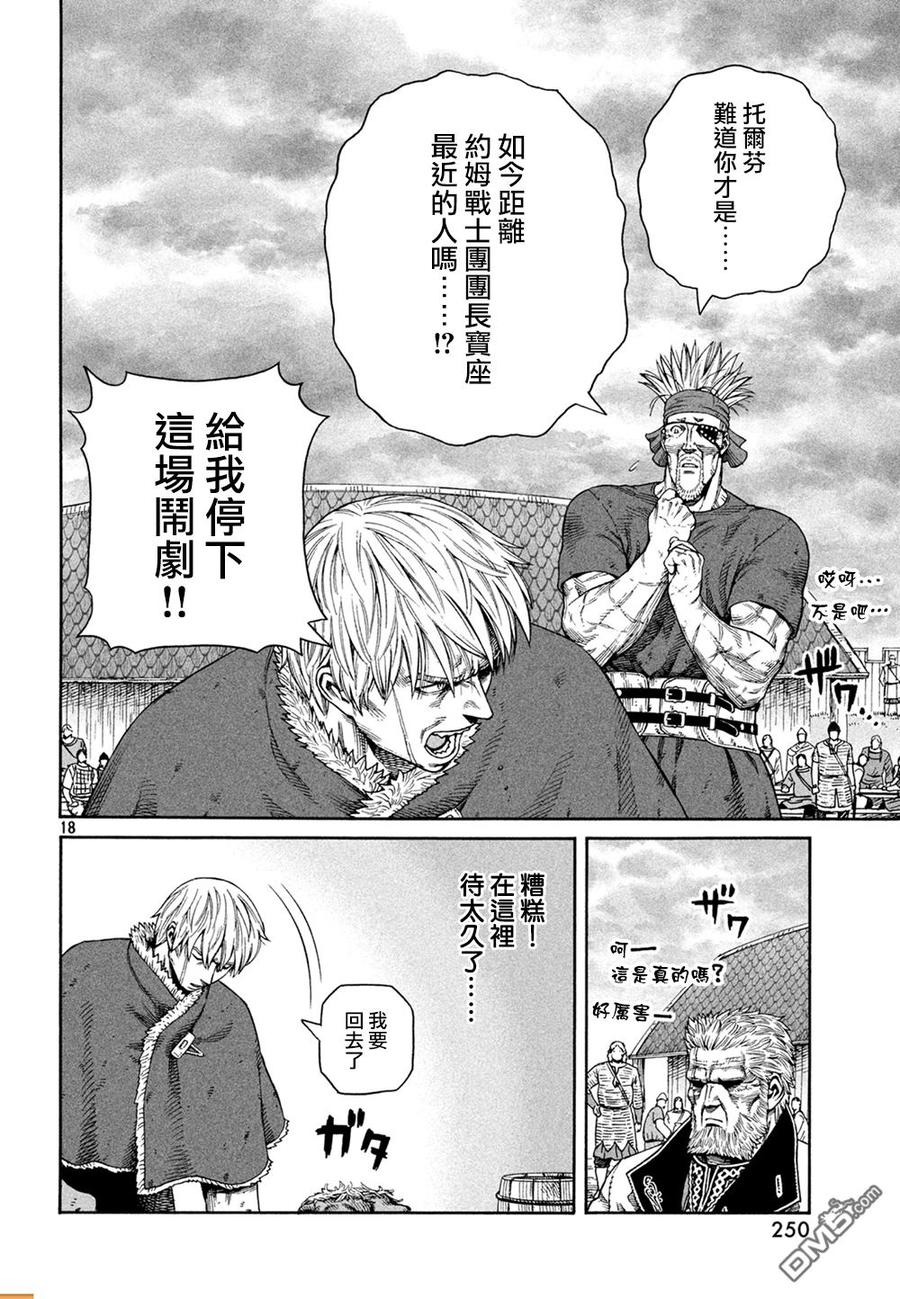 托爾芬
難道你才是……
如今距離
約姆戰士團團長寶座
最近的人嗎……!?
給我停下
這場鬧劇!!
哎呀…
不是吧…
ザワ…
18
ザワ
呵—
這是真的嗎?
好厲害—
糟糕!
在這裡
待太久了……
我要
回去了
ガタ
250
DM5.com